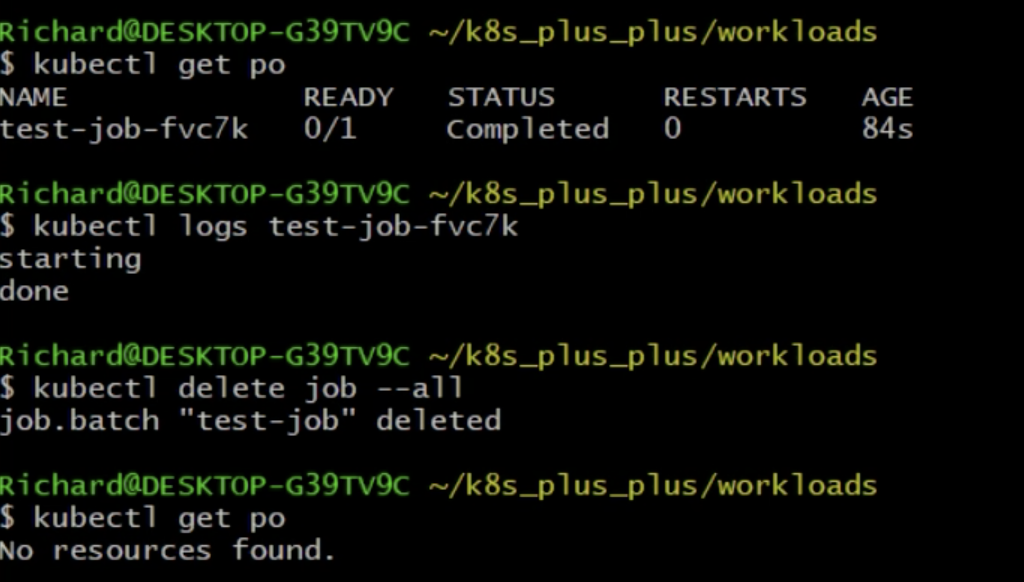 Richard@DESKTOP-G39TV9C ~/k8s_plus_plus/workloads
$ kubectl get po
NAME READY STATUS RESTARTS AGE
test-job-fvc7k 0/1 Completed 0 84s
Richard@DESKTOP-G39TV9C ~/k8s_plus_plus/workloads
$ kubectl logs test-job-fvc7k
starting
done
Richard@DESKTOP-G39TV9C ~/k8s_plus_plus/workloads
$ kubectl delete job --all
job.batch "test-job" deleted
Richard@DESKTOP-G39TV9C ~/k8s_plus_plus/workloads
$ kubectl get po
No resources found.